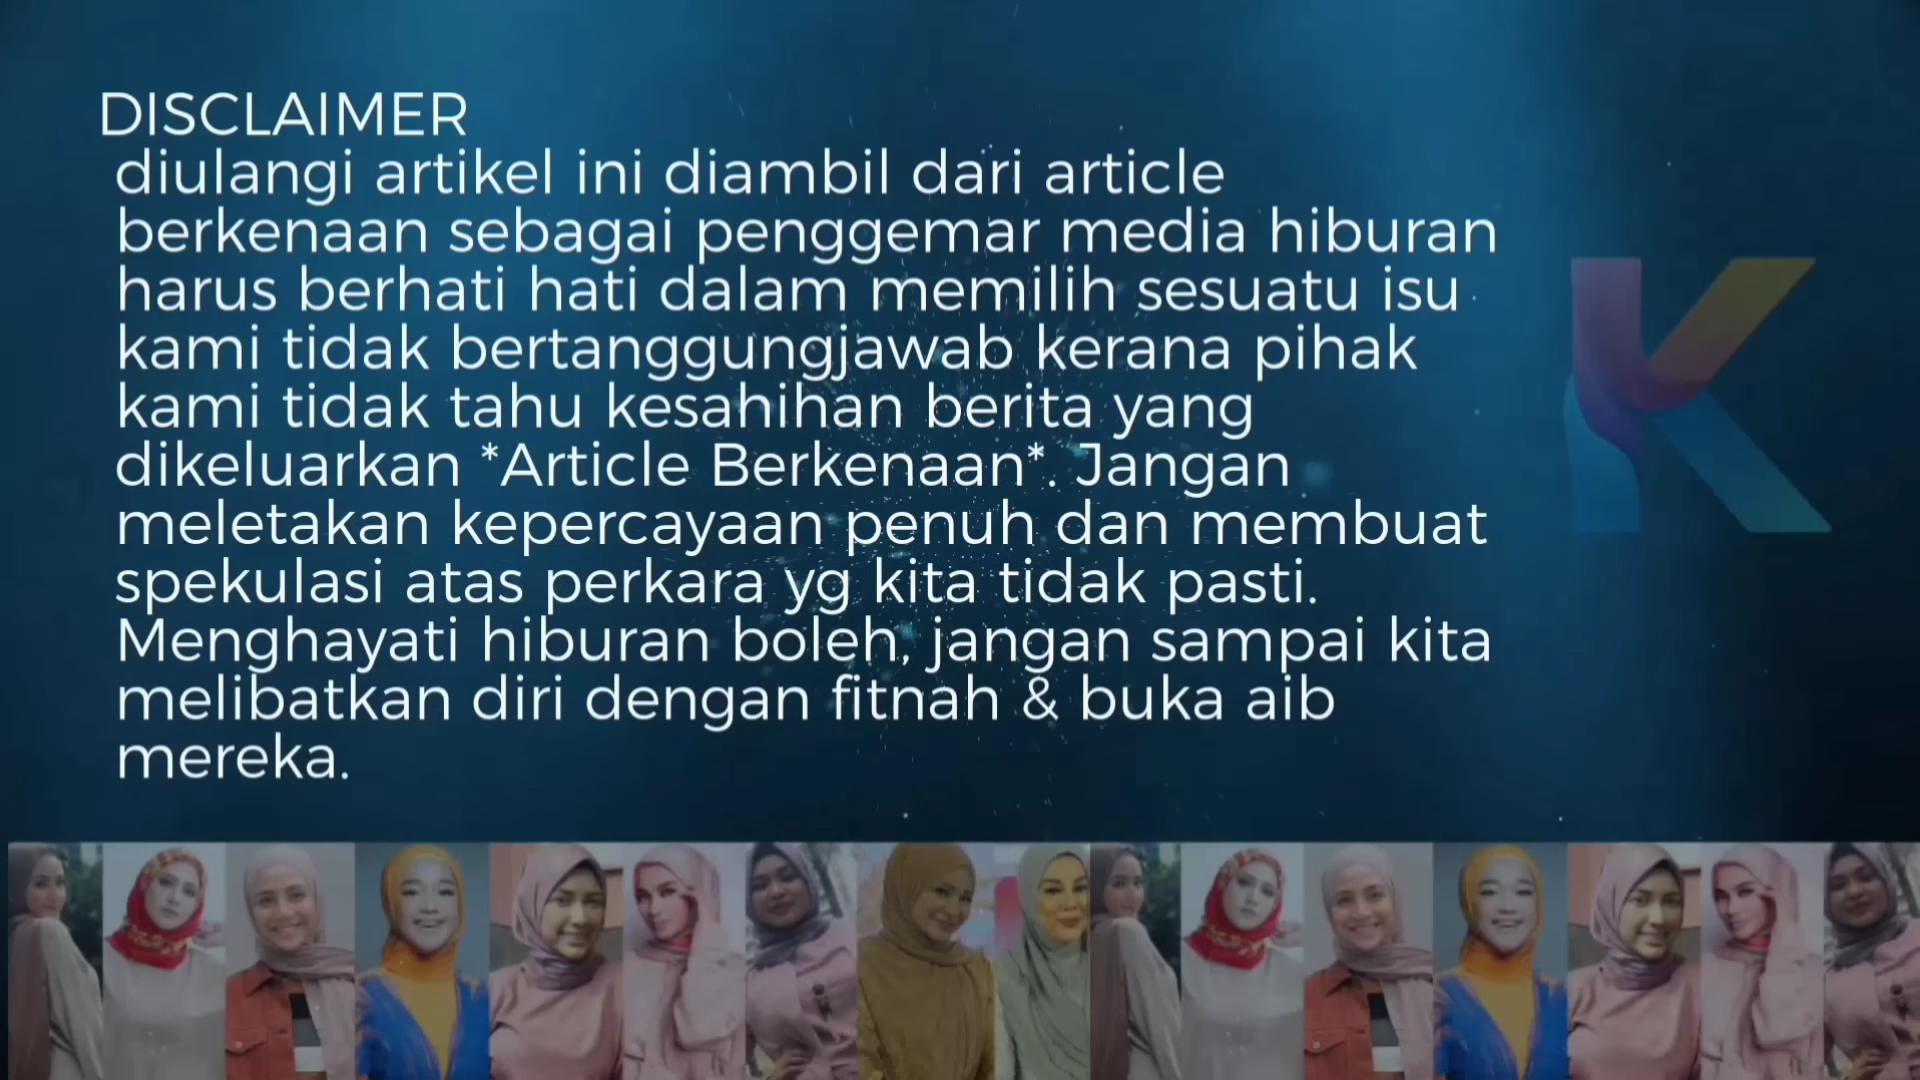 DISCLAIMER
diulangi artikel ini diambil dari article
berkenaan sebagai penggemar media hiburan
harus berhati hati dalam memilih sesuatu isu
kami tidak bertanggungjawab kerana pihak
kami tidak tahu kesahihan berita yang
dikeluarkan *Article Berkenaan*. Jangan
meletakan kepercayaan penuh dan membuat
spekulasi atas perkara yg kita tidak pasti.
Menghayati hiburan boleh, jangan sampai kita
melibatkan diri dengan fitnah & buka aib
mereka.
K